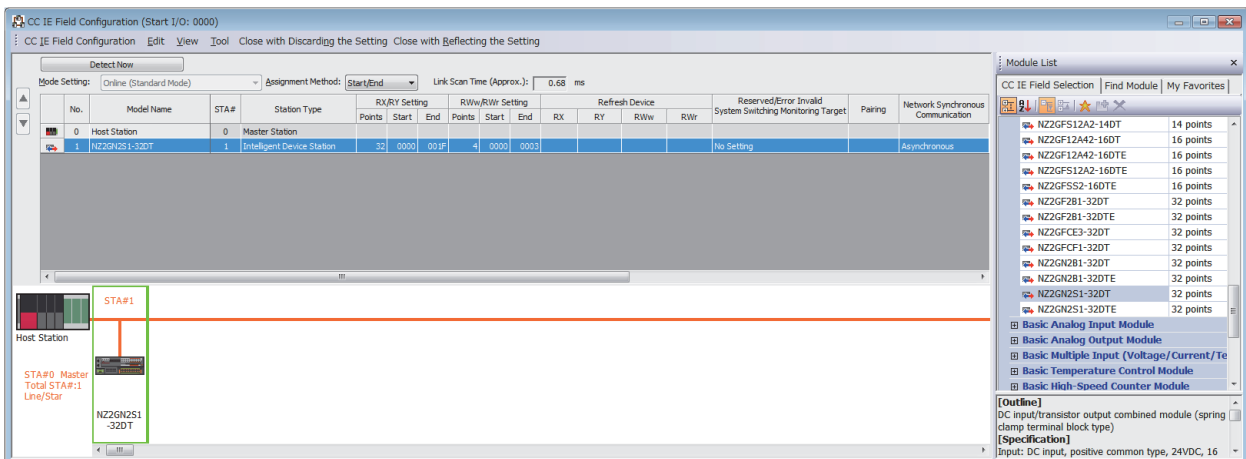 CC IE Field Configuration (Start I/O: 0000)
CC IE Field Configuration Edit View Tool Close with Discarding the Setting Close with Reflecting the Setting
Detect Now
Mode Setting: Online (Standard Mode) Assignment Method: Start/End Link Scan Time (Approx.): 0.68 ms
No. Model Name STA# Station Type RX/RY Setting RWw/RWr Setting Refresh Device Reserved/Error Invalid System Switching Monitoring Target Pairing Network Synchronous Communication
Points Start End Points Start End RX RY RWw RWr
0 Host Station 0 Master Station
1 NZ2GN2S1-32DT 1 Intelligent Device Station 32 0000 001F 4 0000 0003 No Setting Asynchronous
STA#1
Host Station
STA#0 Master
Total STA#:1
Line/Star
NZ2GN2S1
-32DT
Module List
CC IE Field Selection Find Module My Favorites
NZ2GFS12A2-14DT 14 points
NZ2GF12A42-16DT 16 points
NZ2GF12A42-16DTE 16 points
NZ2GFS12A2-16DTE 16 points
NZ2GFSS2-16DTE 16 points
NZ2GF2B1-32DT 32 points
NZ2GF2B1-32DTE 32 points
NZ2GFCE3-32DT 32 points
NZ2GFCF1-32DT 32 points
NZ2GN2B1-32DT 32 points
NZ2GN2B1-32DTE 32 points
NZ2GN2S1-32DT 32 points
NZ2GN2S1-32DTE 32 points
Basic Analog Input Module
Basic Analog Output Module
Basic Multiple Input (Voltage/Current/Te
Basic Temperature Control Module
Basic High-Speed Counter Module
[Outline]
DC input/transistor output combined module (spring
clamp terminal block type)
[Specification]
Input: DC input, positive common type, 24VDC, 16